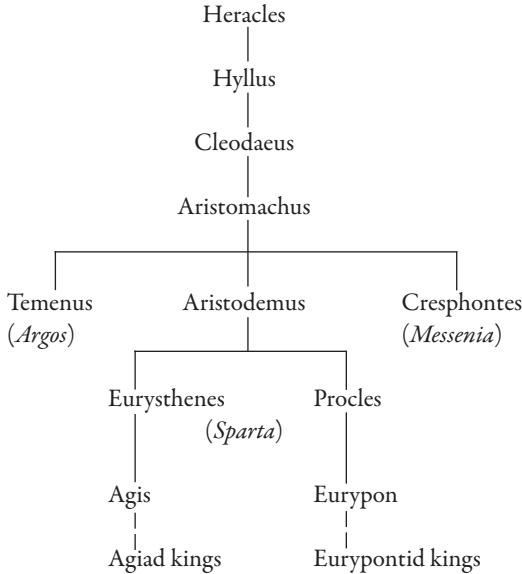 Heracles
Hyllus
Cleodaeus
Aristomachus
Temenus Aristodemus Cresphontes
(Argos) (Messenia)
Eurysthenes Procles
(Sparta)
Agis Eurypon
Agiad kings Eurypontid kings